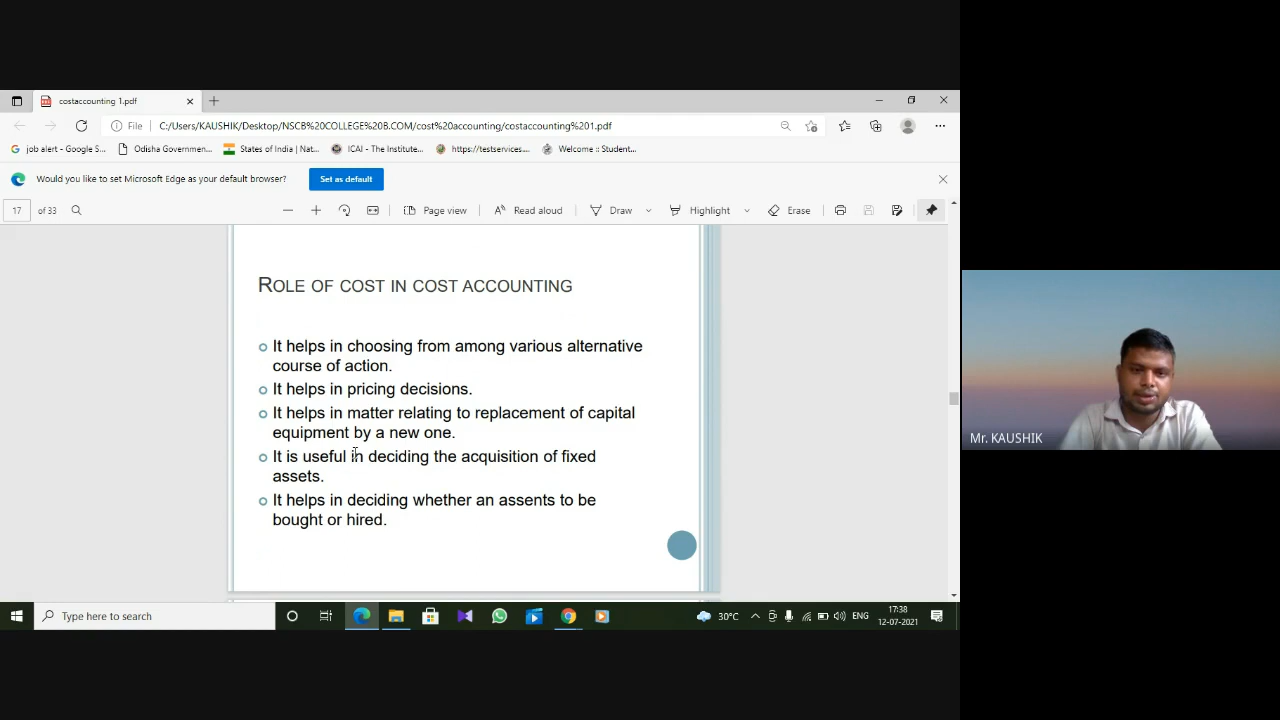 costaccounting 1.pdf
File C:/Users/KAUSHIK/Desktop/NSCB%20COLLEGE%20B.COM/cost%20accounting/costaccounting%201.pdf
job alert - Google S... Odisha Governmen... States of India | Nat... ICAI - The Institute... https://testservices.... Welcome :: Student...
Would you like to set Microsoft Edge as your default browser? Set as default
17 of 33 Page view Read aloud Draw Highlight Erase
ROLE OF COST IN COST ACCOUNTING
It helps in choosing from among various alternative
course of action.
It helps in pricing decisions.
It helps in matter relating to replacement of capital
equipment by a new one.
It is useful in deciding the acquisition of fixed
assets.
It helps in deciding whether an assents to be
bought or hired.
Mr. KAUSHIK
Type here to search 30°C ENG 17:38
12-07-2021